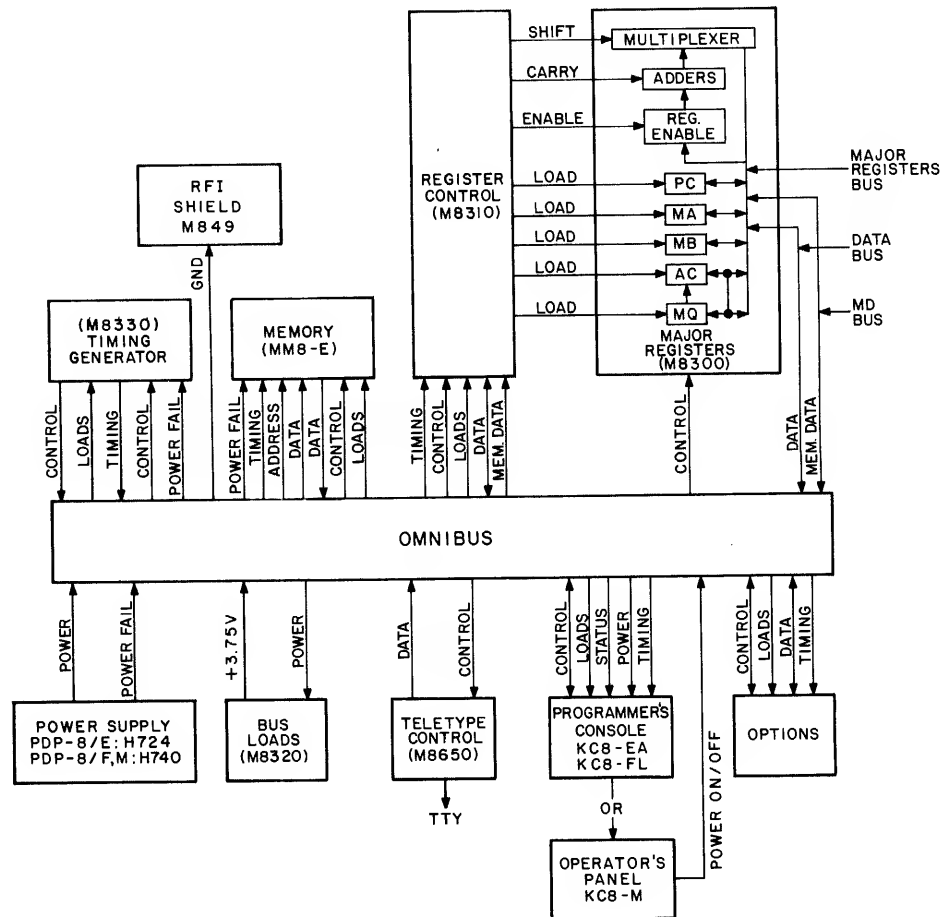 SHIFT
MULTIPLEXER
CARRY
ADDERS
ENABLE
REG.
ENABLE
REGISTER
CONTROL
(M8310)
LOAD
PC
LOAD
MA
LOAD
MB
LOAD
AC
LOAD
MQ
MAJOR
REGISTERS
(M8300)
MAJOR
REGISTERS
BUS
DATA
BUS
MD
BUS
RFI
SHIELD
M849
GND
(M8330)
TIMING
GENERATOR
MEMORY
(MM8-E)
CONTROL
LOADS
TIMING
CONTROL
POWER FAIL
POWER FAIL
TIMING
ADDRESS
DATA
DATA
CONTROL
LOADS
TIMING
CONTROL
LOADS
DATA
MEM. DATA
CONTROL
DATA
MEM. DATA
OMNIBUS
POWER
POWER FAIL
+3.75V
POWER
DATA
CONTROL
CONTROL
LOADS
STATUS
POWER
TIMING
POWER ON/OFF
CONTROL
LOADS
DATA
TIMING
POWER SUPPLY
PDP-8/E: H724
PDP-8/F,M: H740
BUS
LOADS
(M8320)
TELETYPE
CONTROL
(M8650)
TTY
PROGRAMMER'S
CONSOLE
KC8-EA
KC8-FL
OR
OPERATOR'S
PANEL
KC8-M
OPTIONS